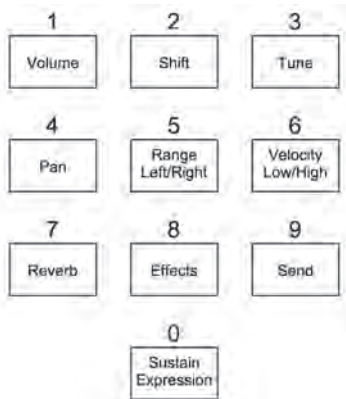 1 2 3
Volume Shift Tune
4 5 6
Pan Range Left/Right Velocity Low/High
7 8 9
Reverb Effects Send
0
Sustain
Expression